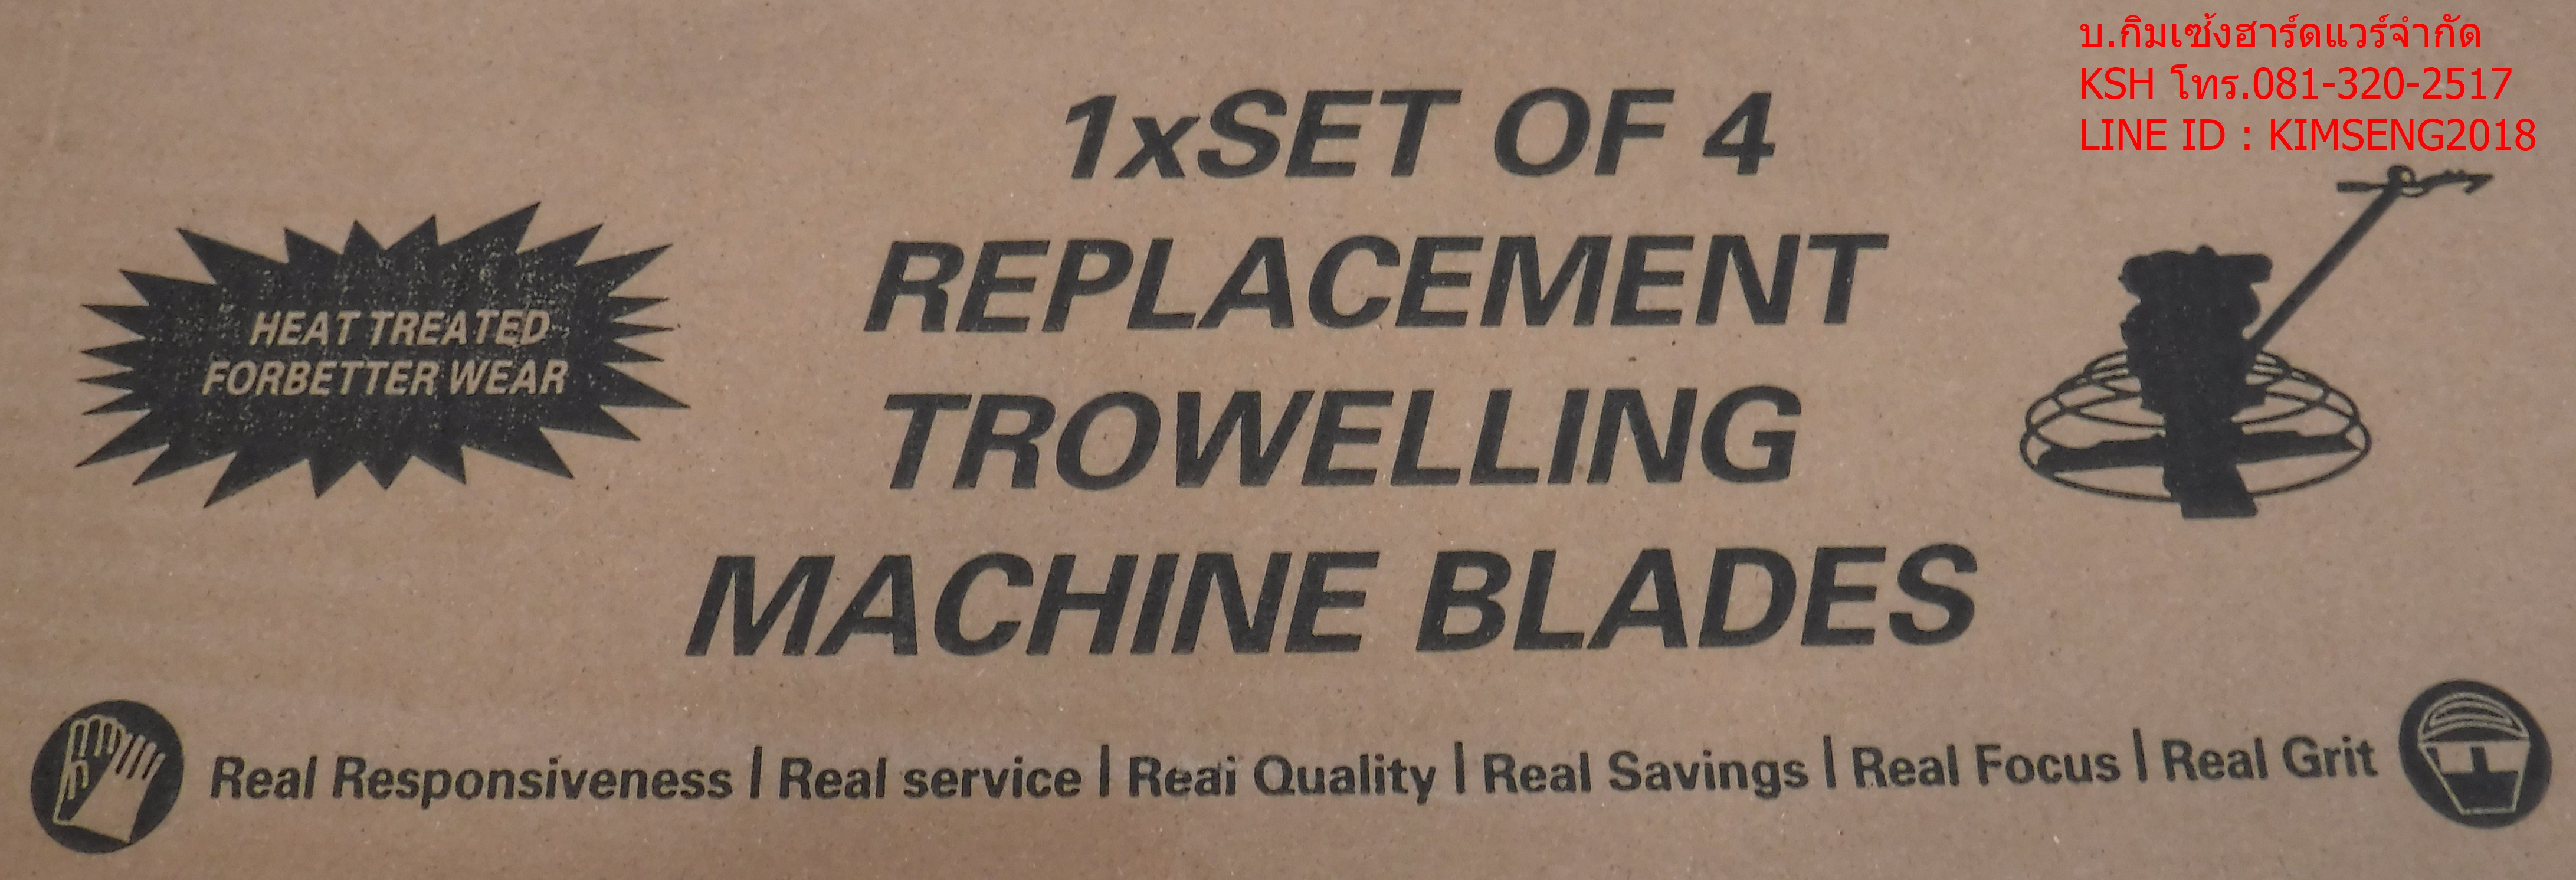 บ.กิมเซ้งฮาร์ดแวร์จำกัด
KSH โทร.081-320-2517
LINE ID : KIMSENG2018
1xSET OF 4
REPLACEMENT
TROWELLING
MACHINE BLADES
HEAT TREATED
FORBETTER WEAR
Real Responsiveness | Real service | Reai Quality | Real Savings | Real Focus | Real Grit